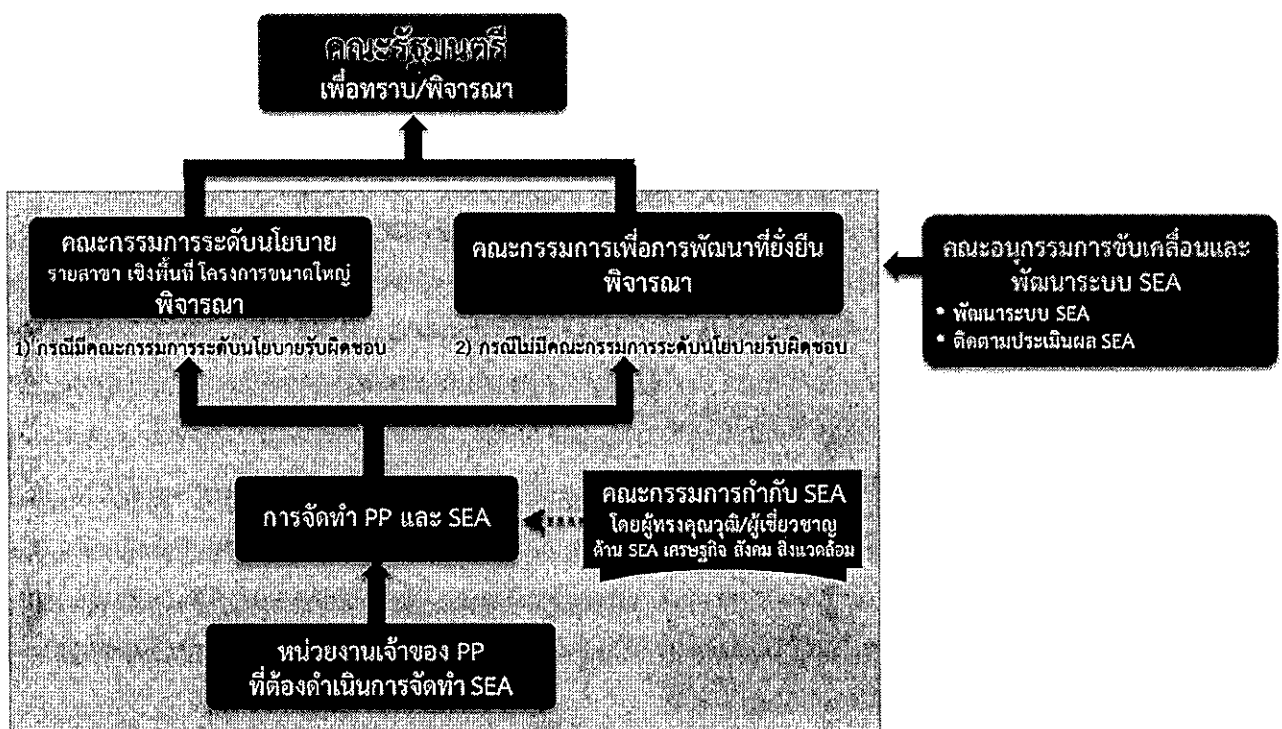 คณะรัฐมนตรี
เพื่อทราบ/พิจารณา
คณะกรรมการระดับนโยบาย
รายสาขา เชิงพื้นที่ โครงการขนาดใหญ่
พิจารณา
1) กรณีมีคณะกรรมการระดับนโยบายรับผิดชอบ
คณะกรรมการเพื่อการพัฒนาที่ยั่งยืน
พิจารณา
2) กรณีไม่มีคณะกรรมการระดับนโยบายรับผิดชอบ
คณะอนุกรรมการขับเคลื่อนและ
พัฒนาระบบ SEA
• พัฒนาระบบ SEA
• ติดตามประเมินผล SEA
การจัดทำ PP และ SEA
คณะกรรมการกำกับ SEA
โดยผู้ทรงคุณวุฒิ/ผู้เชี่ยวชาญ
ด้าน SEA เศรษฐกิจ สังคม สิ่งแวดล้อม
หน่วยงานเจ้าของ PP
ที่ต้องดำเนินการจัดทำ SEA